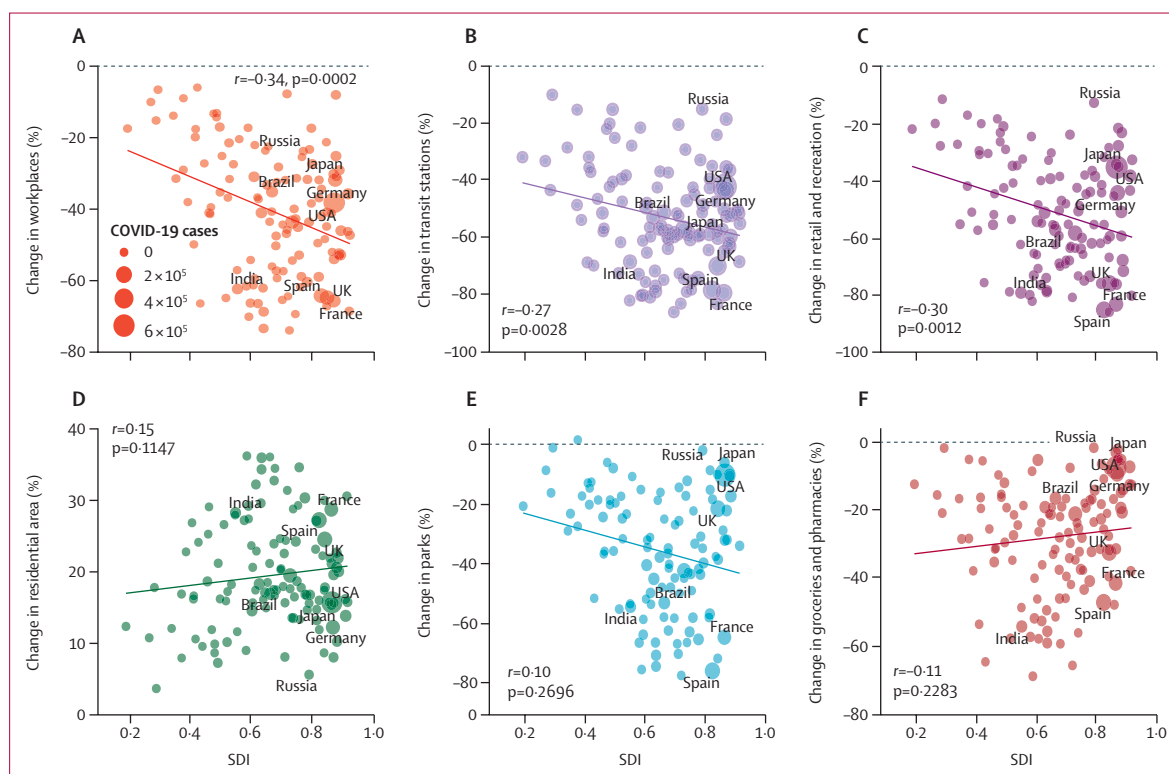 A
Change in workplaces (%)
0
−20
−40
−60
−80
r=−0·34, p=0·0002
Russia
Japan
Brazil
Germany
USA
COVID-19 cases
0
2 × 10⁵
4 × 10⁵
6 × 10⁵
India
Spain
UK
France
B
Change in transit stations (%)
0
−20
−40
−60
−80
−100
Russia
USA
Brazil
Germany
Japan
UK
India
Spain
France
r=−0·27
p=0·0028
C
Change in retail and recreation (%)
0
−20
−40
−60
−80
−100
Russia
Japan
USA
Germany
Brazil
UK
India
France
Spain
r=−0·30
p=0·0012
D
Change in residential area (%)
40
30
20
10
0
r=0·15
p=0·1147
India
France
Spain
UK
USA
Brazil
Japan
Germany
Russia
0·2
0·4
0·6
0·8
1·0
SDI
E
Change in parks (%)
0
−20
−40
−60
−80
0
Russia
Japan
USA
UK
Brazil
India
France
Spain
r=0·10
p=0·2696
0·2
0·4
0·6
0·8
1·0
SDI
F
Change in groceries and pharmacies (%)
0
−20
−40
−60
−80
Russia
Japan
USA
Germany
Brazil
UK
France
Spain
India
r=−0·11
p=0·2283
0·2
0·4
0·6
0·8
1·0
SDI